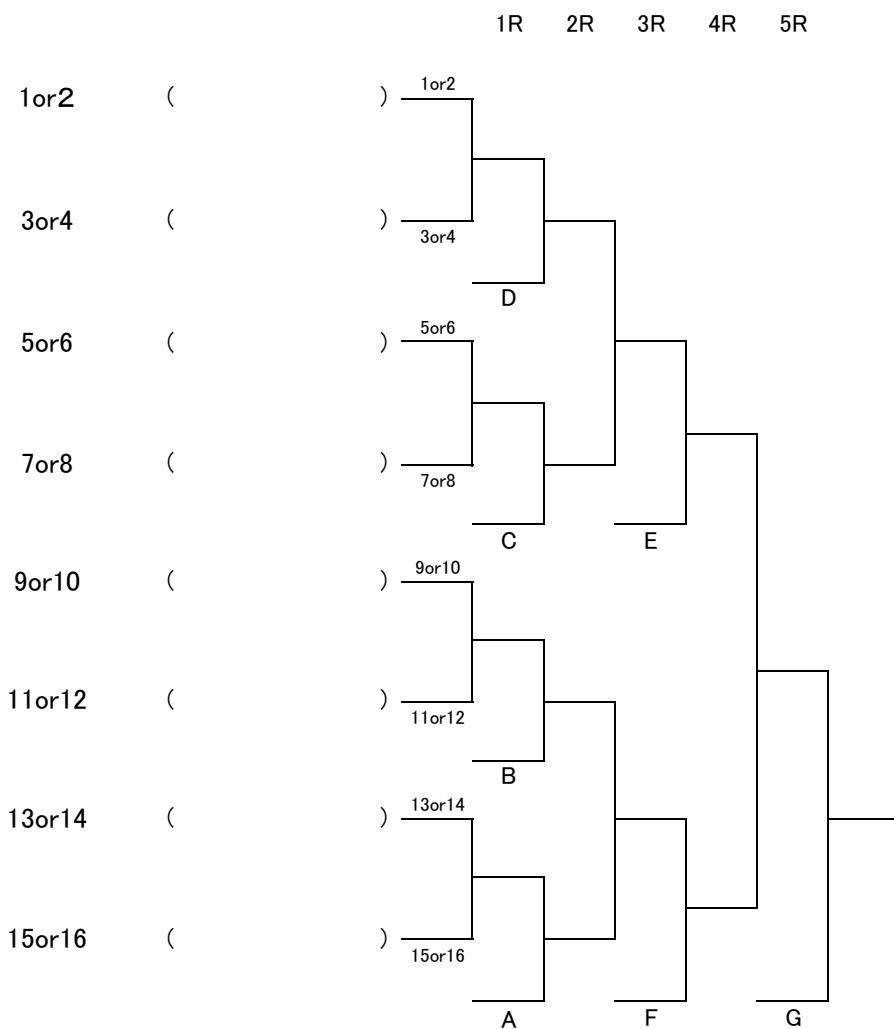 1R 2R 3R 4R 5R
1or2
1or2 ( )
3or4 ( )
3or4
D
5or6
5or6 ( )
7or8 ( )
7or8
C E
9or10
9or10 ( )
11or12 ( )
11or12
B
13or14
13or14 ( )
15or16 ( )
15or16
A F G